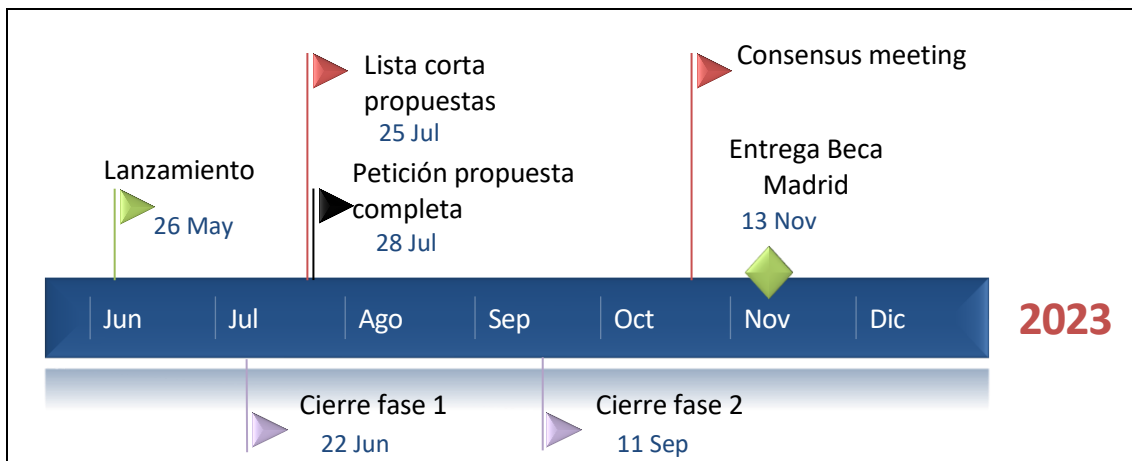 Lista corta
propuestas
25 Jul
Consensus meeting
Lanzamiento
26 May
Petición propuesta
completa
28 Jul
Entrega Beca
Madrid
13 Nov
Jun Jul Ago Sep Oct Nov Dic
2023
Cierre fase 1
22 Jun
Cierre fase 2
11 Sep